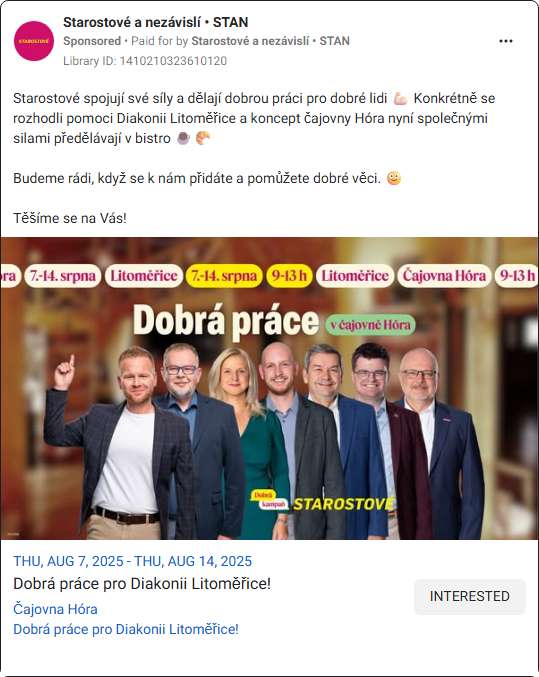 Starostové a nezávislí • STAN
Sponsored • Paid for by Starostové a nezávislí • STAN
Library ID: 1410210323610120
STAROSTOVÉ
Starostové spojují své síly a dělají dobrou práci pro dobré lidi 💪🏻 Konkrétně se
rozhodli pomoci Diakonii Litoměřice a koncept čajovny Hóra nyní společnými
silami předělávají v bistro ☕ 🥐
Budeme rádi, když se k nám přidáte a pomůžete dobré věci.
Těšíme se na Vás!
ora 7.-14. srpna Litoměřice 7.-14. srpna 9-13 h Litoměřice Čajovna Hóra 9-13 h
Dobrá práce v čajovně Hóra
Dobrá
kampaň
STAROSTOVÉ
THU, AUG 7, 2025 - THU, AUG 14, 2025
Dobrá práce pro Diakonii Litoměřice!
INTERESTED
Čajovna Hóra
Dobrá práce pro Diakonii Litoměřice!